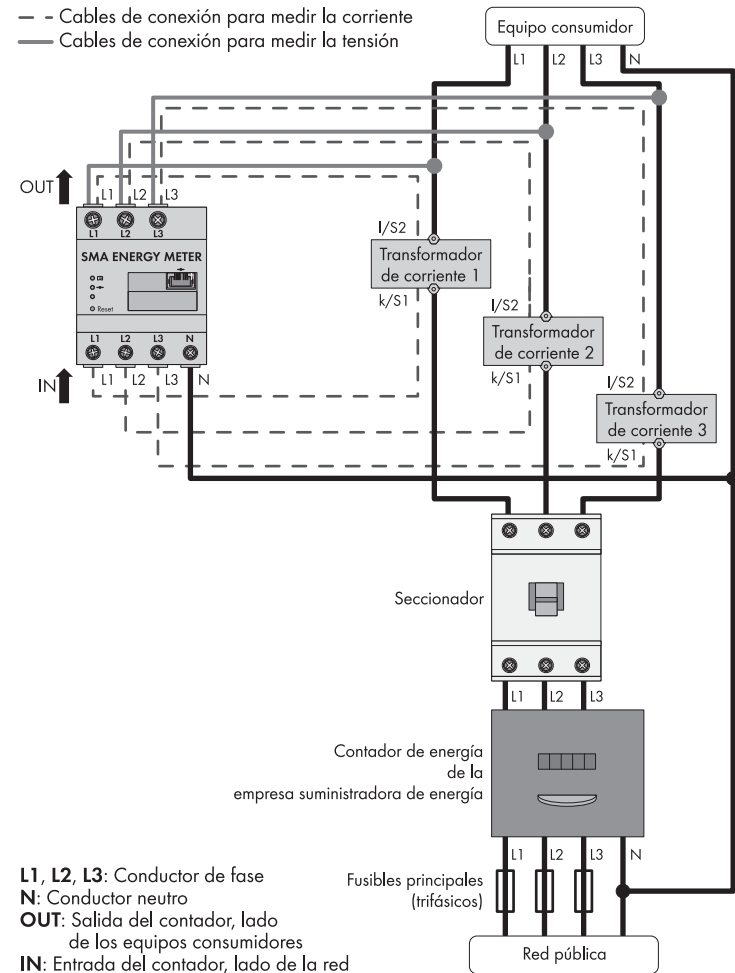 Cables de conexión para medir la corriente
Cables de conexión para medir la tensión
Equipo consumidor
L1 L2 L3 N
OUT
L1 L2 L3
L1 L2 L3
SMA ENERGY METER
Reset
L1 L2 L3 N
IN
L1 L2 L3 N
l/S2
Transformador
de corriente 1
k/S1
l/S2
Transformador
de corriente 2
k/S1
l/S2
Transformador
de corriente 3
k/S1
Seccionador
L1 L2 L3
Contador de energía
de la
empresa suministradora de energía
L1 L2 L3 N
Fusibles principales
(trifásicos)
Red pública
L1, L2, L3: Conductor de fase
N: Conductor neutro
OUT: Salida del contador, lado
de los equipos consumidores
IN: Entrada del contador, lado de la red